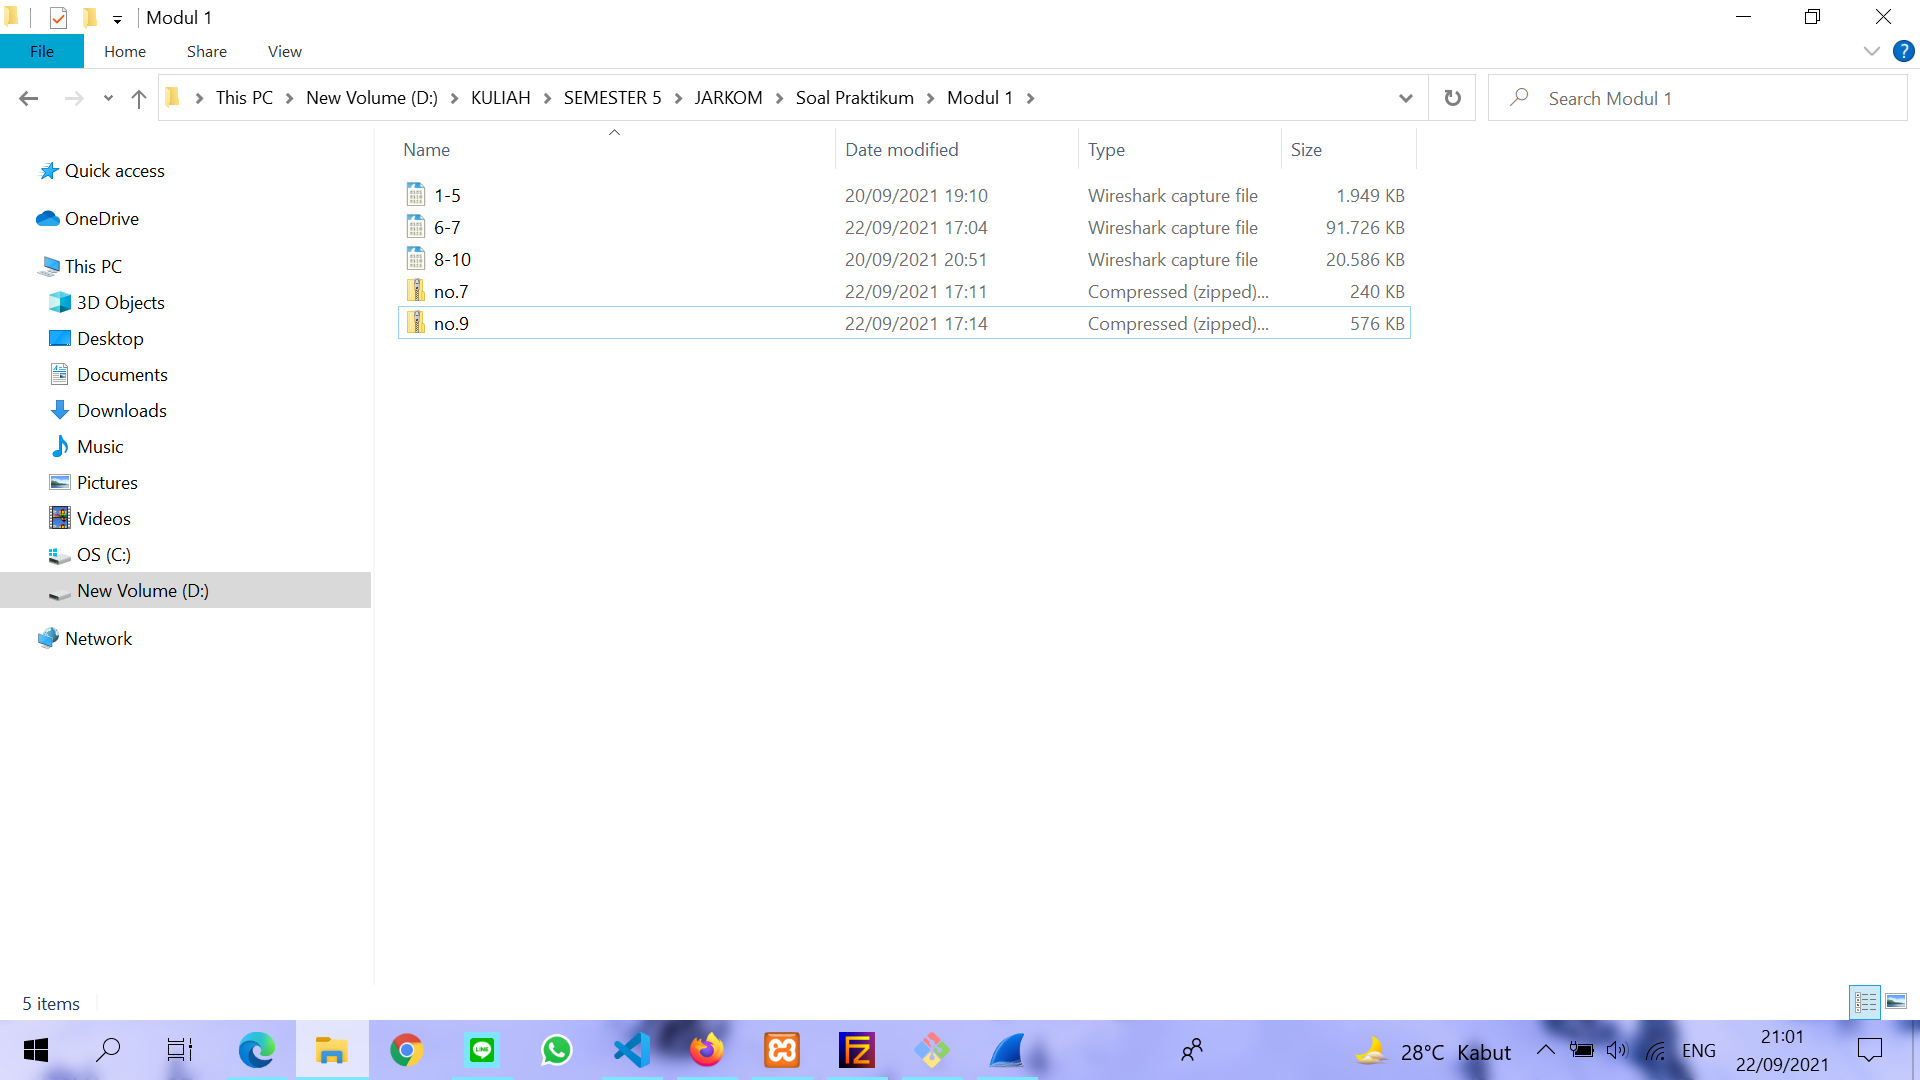 Modul 1
File Home Share View
This PC New Volume (D:) KULIAH SEMESTER 5 JARKOM Soal Praktikum Modul 1
Search Modul 1
Name Date modified Type Size
1-5 20/09/2021 19:10 Wireshark capture file 1.949 KB
6-7 22/09/2021 17:04 Wireshark capture file 91.726 KB
8-10 20/09/2021 20:51 Wireshark capture file 20.586 KB
no.7 22/09/2021 17:11 Compressed (zipped)... 240 KB
no.9 22/09/2021 17:14 Compressed (zipped)... 576 KB
Quick access
OneDrive
This PC
3D Objects
Desktop
Documents
Downloads
Music
Pictures
Videos
OS (C:)
New Volume (D:)
Network
5 items
LINE
FZ
28°C Kabut
ENG
21:01
22/09/2021